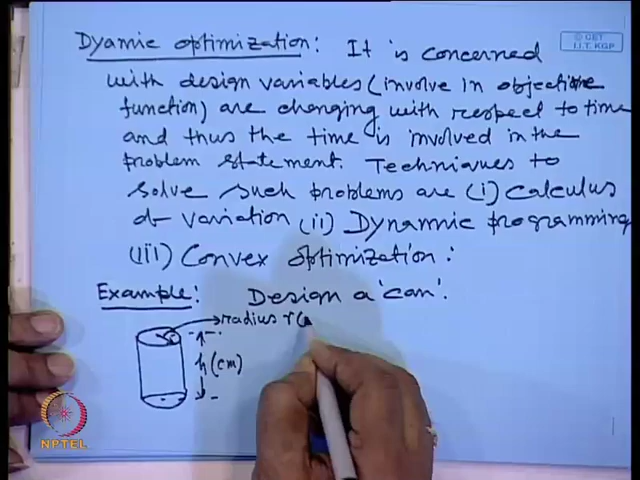 © CET
I.I.T. KGP
Dyamic optimization: It is concerned
with design variables (involve in objective
function) are changing with respect to time
and thus the time is involved in the
problem statement. Techniques to
solve such problems are (i) calculus
of variation (ii) Dynamic programming
(iii) Convex optimization:
Example: Design a 'can'.
radius r(
h (cm)
NPTEL